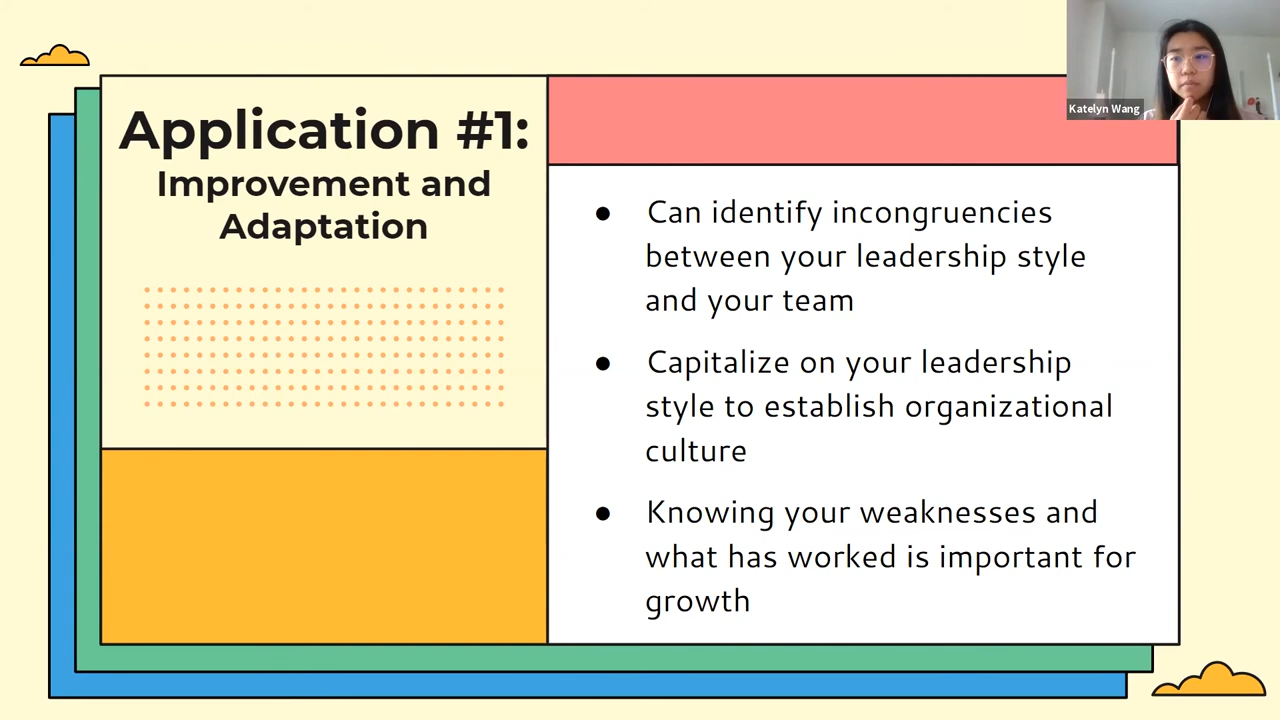 Application #1:
Improvement and
Adaptation
Katelyn Wang
● Can identify incongruencies
between your leadership style
and your team
● Capitalize on your leadership
style to establish organizational
culture
● Knowing your weaknesses and
what has worked is important for
growth